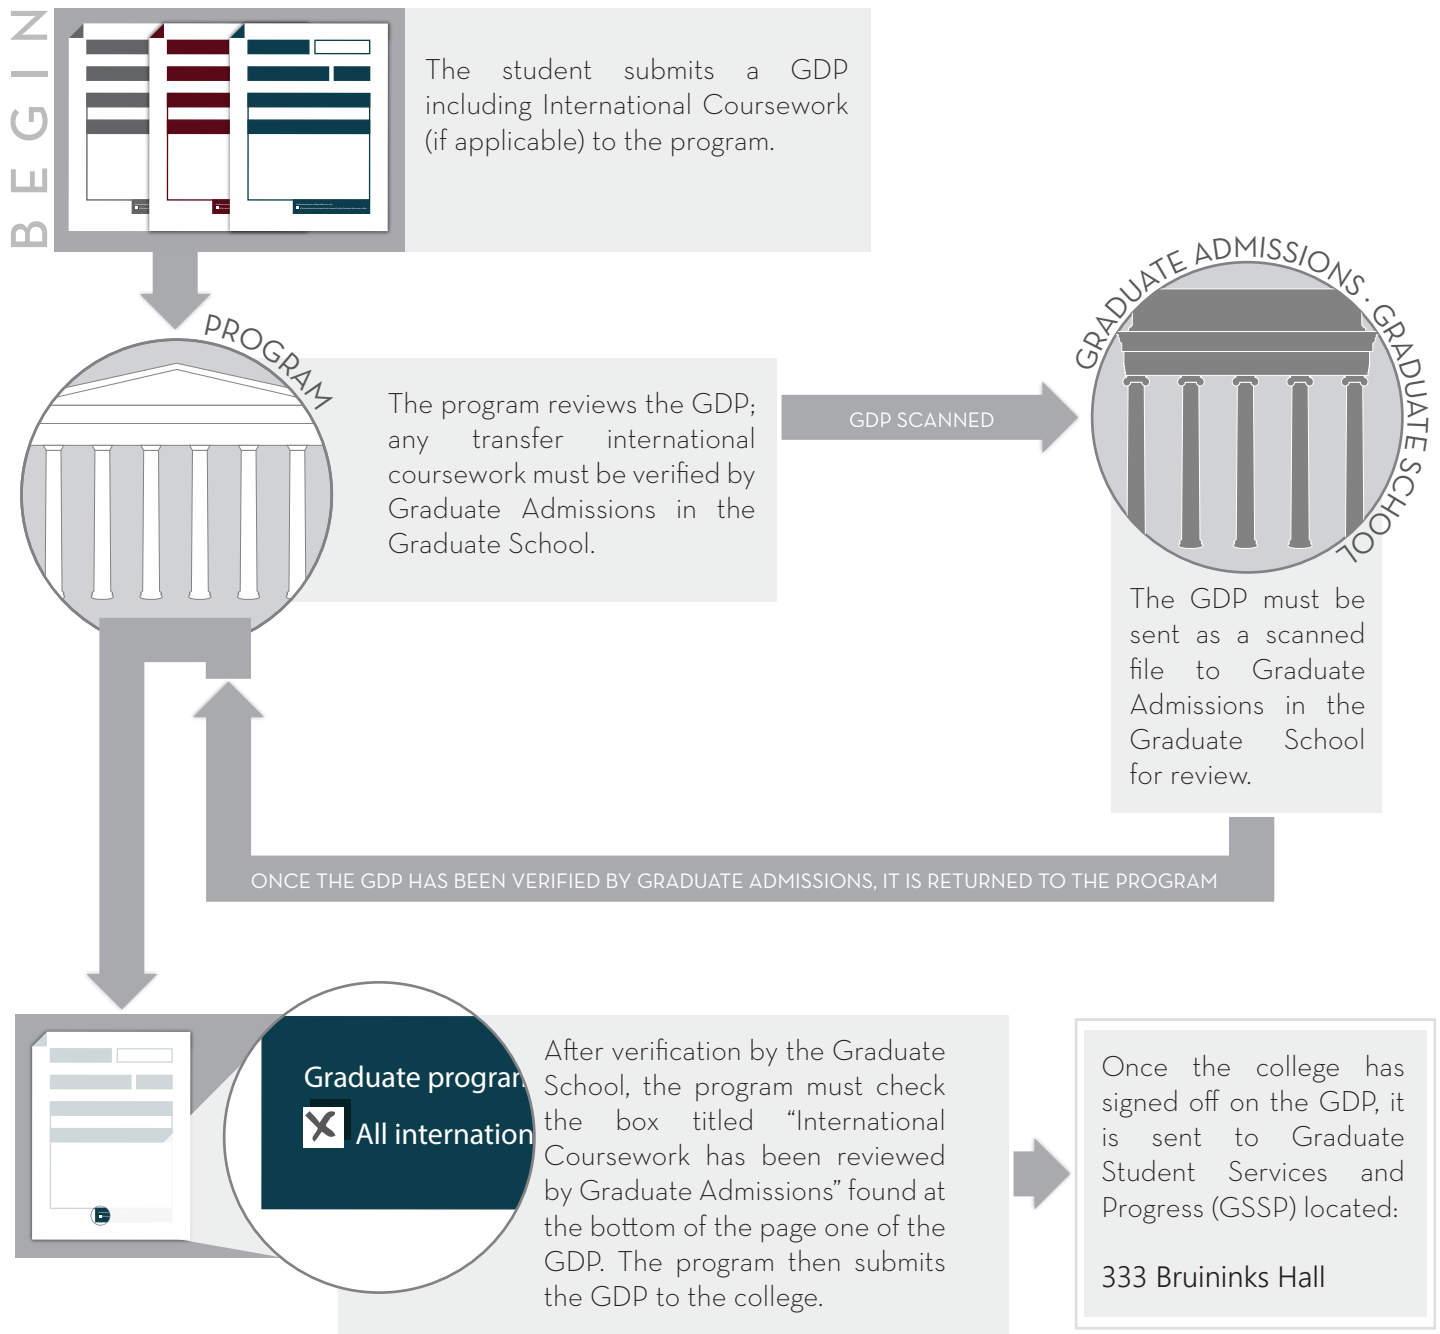 BEGIN
The student submits a GDP
including International Coursework
(if applicable) to the program.
PROGRAM
The program reviews the GDP;
any transfer international
coursework must be verified by
Graduate Admissions in the
Graduate School.
GDP SCANNED
GRADUATE ADMISSIONS · GRADUATE SCHOOL
The GDP must be
sent as a scanned
file to Graduate
Admissions in the
Graduate School
for review.
ONCE THE GDP HAS BEEN VERIFIED BY GRADUATE ADMISSIONS, IT IS RETURNED TO THE PROGRAM
Graduate program
All internation
After verification by the Graduate
School, the program must check
the box titled “International
Coursework has been reviewed
by Graduate Admissions” found at
the bottom of the page one of the
GDP. The program then submits
the GDP to the college.
Once the college has
signed off on the GDP, it
is sent to Graduate
Student Services and
Progress (GSSP) located:
333 Bruininks Hall